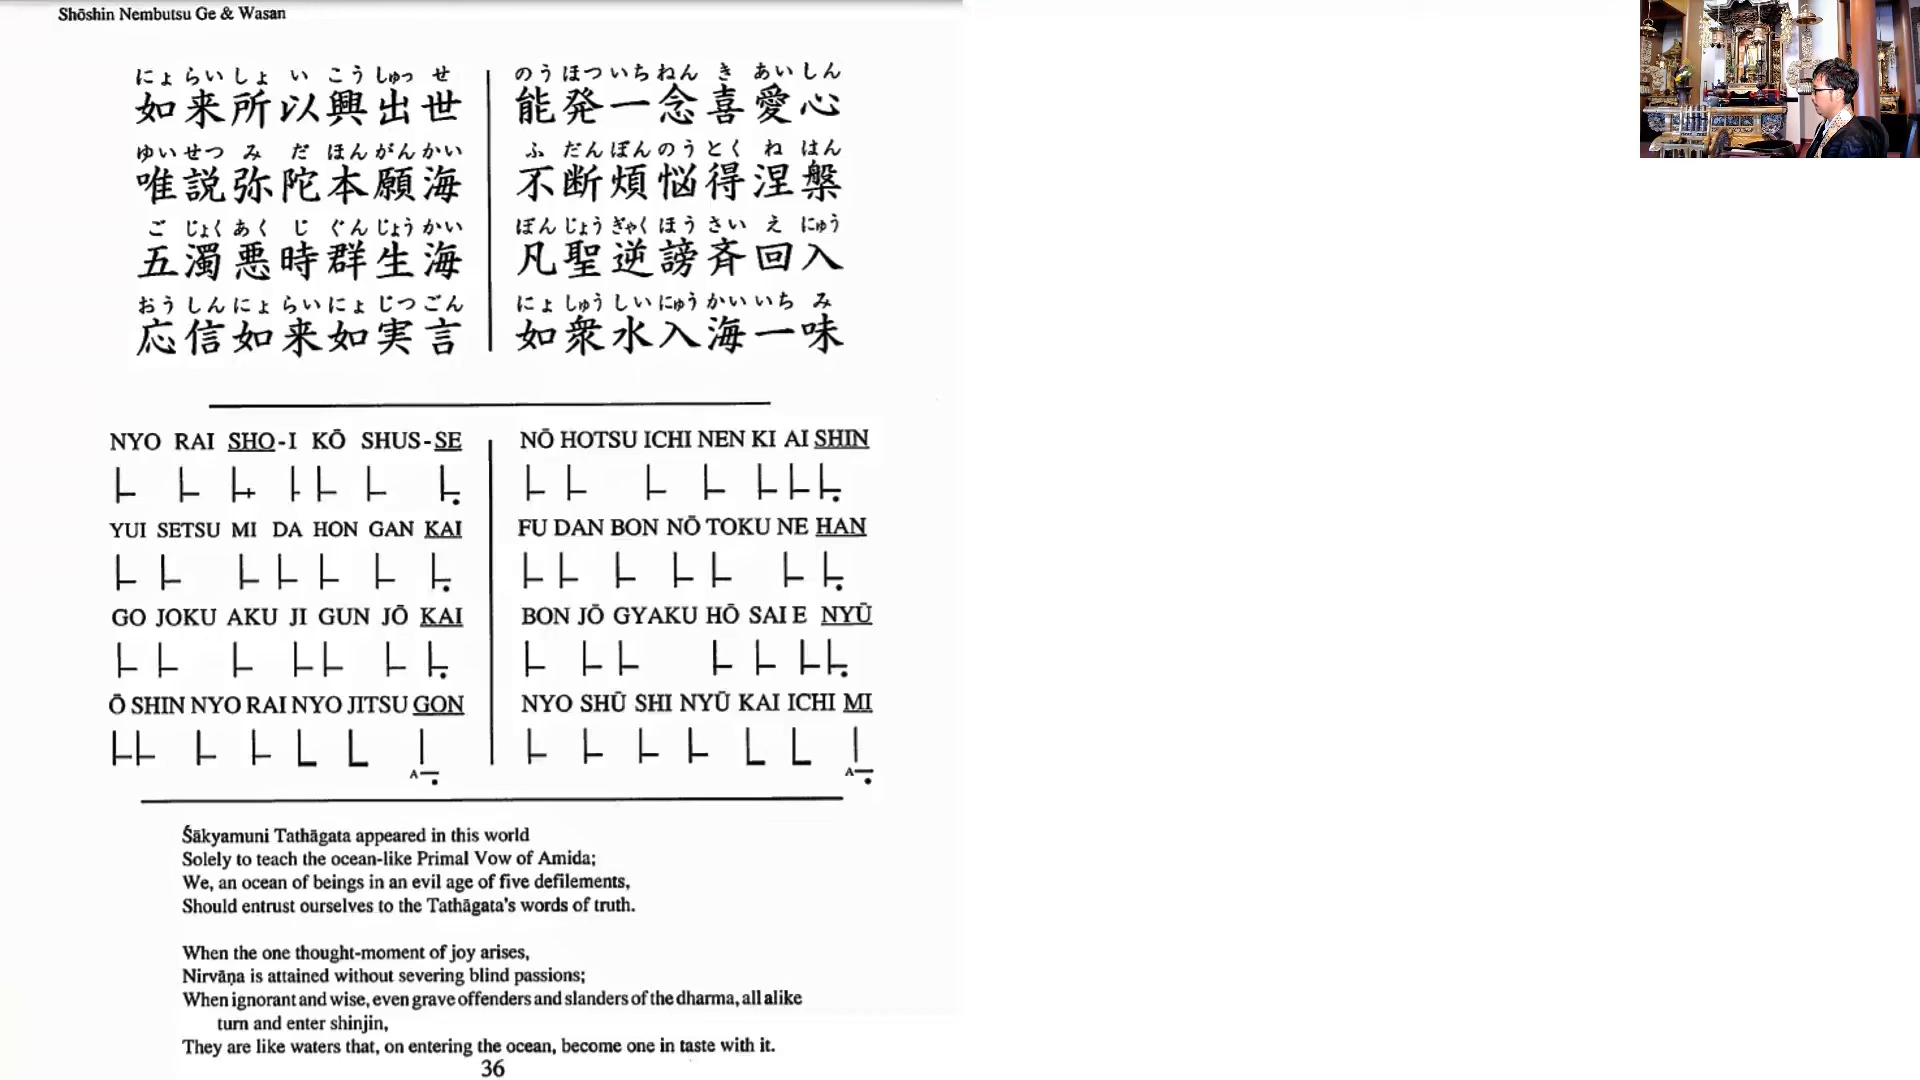 Shōshin Nembutsu Ge & Wasan
にょ らい しょ い こう しゅっ せ
如来所以興出世
ゆい せつ み だ ほん がん かい
唯説弥陀本願海
ご じょく あく じ ぐん じょう かい
五濁悪時群生海
おう しん にょ らい にょ じつ ごん
応信如来如実言
のう ほつ いち ねん き あい しん
能発一念喜愛心
ふ だん ぼん のう とく ね はん
不断煩悩得涅槃
ぼん じょう ぎゃく ほう さい え にゅう
凡聖逆謗斉回入
にょ しゅう しい にゅう かい いち み
如衆水入海一味
NYO RAI SHO-I KŌ SHUS-SE
YUI SETSU MI DA HON GAN KAI
GO JOKU AKU JI GUN JŌ KAI
Ō SHIN NYO RAI NYO JITSU GON
A
NŌ HOTSU ICHI NEN KI AI SHIN
FU DAN BON NŌ TOKU NE HAN
BON JŌ GYAKU HŌ SAI E NYŪ
NYO SHŪ SHI NYŪ KAI ICHI MI
A
Śākyamuni Tathāgata appeared in this world
Solely to teach the ocean-like Primal Vow of Amida;
We, an ocean of beings in an evil age of five defilements,
Should entrust ourselves to the Tathāgata's words of truth.
When the one thought-moment of joy arises,
Nirvāṇa is attained without severing blind passions;
When ignorant and wise, even grave offenders and slanders of the dharma, all alike
turn and enter shinjin,
They are like waters that, on entering the ocean, become one in taste with it.
36